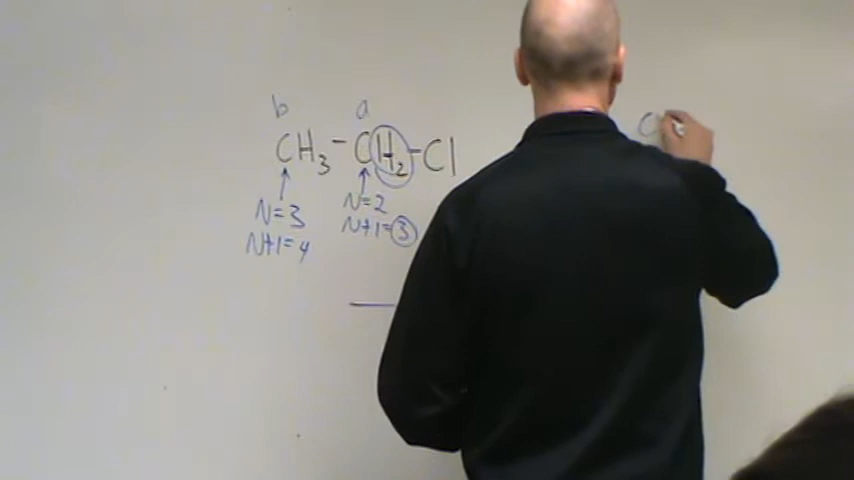 b a
CH₃-CH₂-Cl
N=3 N=2
N+1=4 N+1=3
C